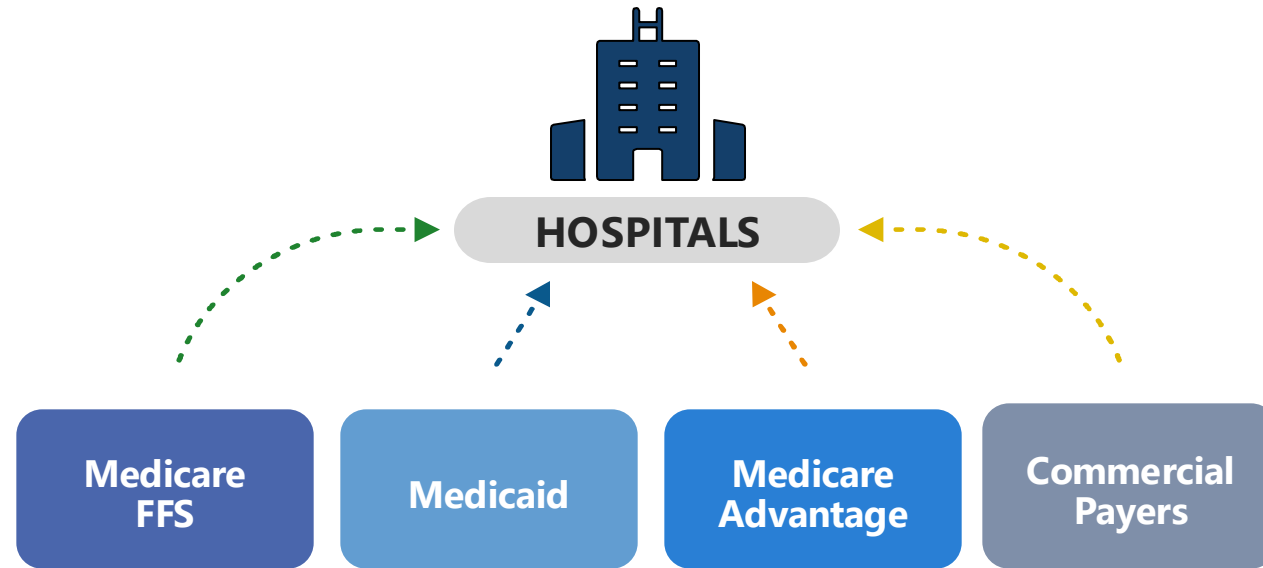 HOSPITALS
Medicare
FFS
Medicaid
Medicare
Advantage
Commercial
Payers